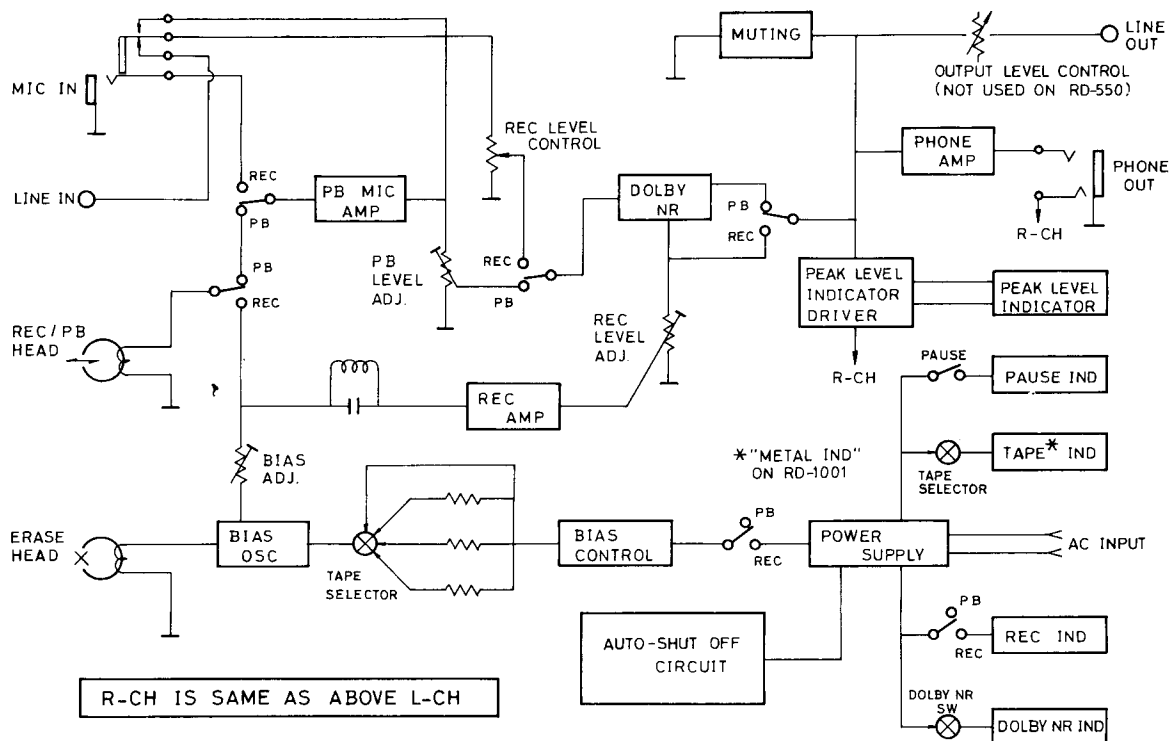 MUTING
LINE
OUT
OUTPUT LEVEL CONTROL
(NOT USED ON RD-550)
MIC IN
REC LEVEL
CONTROL
PHONE
AMP
PHONE
OUT
R-CH
LINE IN
REC
PB
PB MIC
AMP
DOLBY
NR
PB
REC
PB
REC
PB
LEVEL
ADJ.
REC
PB
REC
LEVEL
ADJ.
PEAK LEVEL
INDICATOR
DRIVER
PEAK LEVEL
INDICATOR
R-CH
REC/PB
HEAD
REC
AMP
PAUSE
PAUSE IND
TAPE* IND
TAPE
SELECTOR
*"METAL IND"
ON RD-1001
BIAS
ADJ.
ERASE
HEAD
BIAS
OSC
TAPE
SELECTOR
BIAS
CONTROL
PB
REC
POWER
SUPPLY
AC INPUT
AUTO-SHUT OFF
CIRCUIT
PB
REC
REC IND
DOLBY NR
SW
DOLBY NR IND
R-CH IS SAME AS ABOVE L-CH